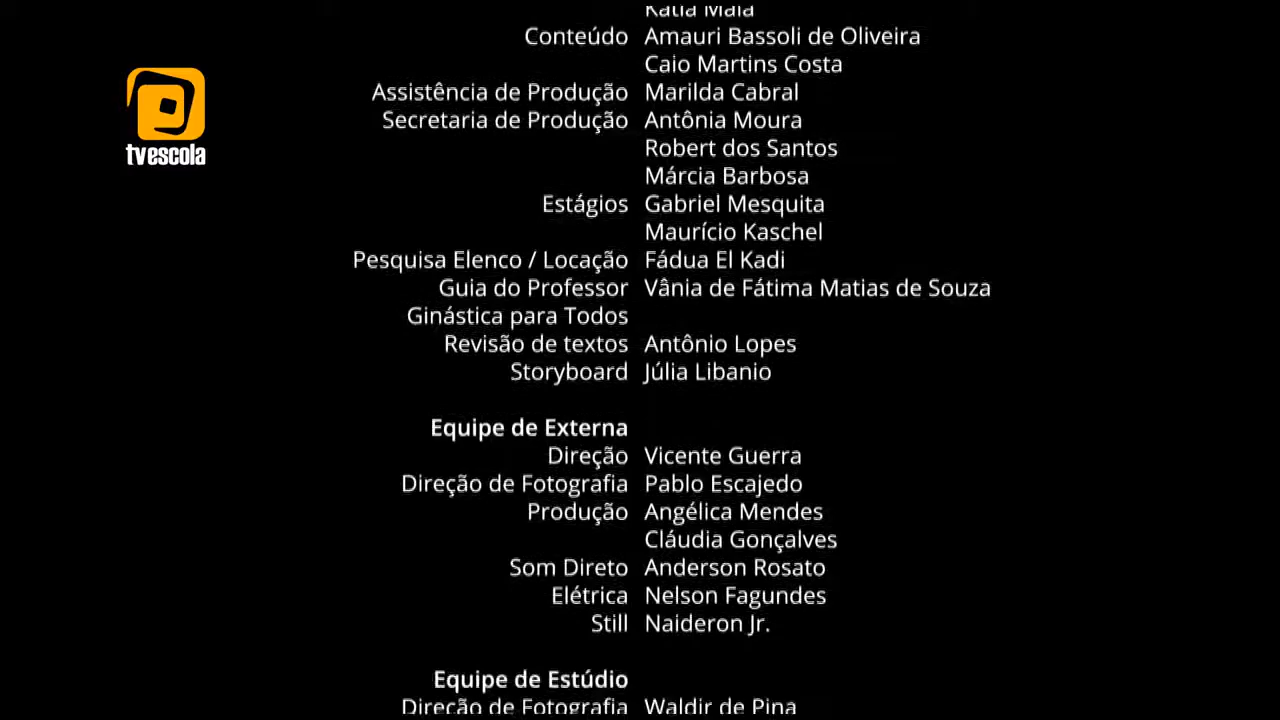 Katia Maia
Conteúdo Amauri Bassoli de Oliveira
Caio Martins Costa
Assistência de Produção Marilda Cabral
Secretaria de Produção Antônia Moura
Robert dos Santos
Márcia Barbosa
Estágios Gabriel Mesquita
Maurício Kaschel
Pesquisa Elenco / Locação Fádua El Kadi
Guia do Professor Vânia de Fátima Matias de Souza
Ginástica para Todos
Revisão de textos Antônio Lopes
Storyboard Júlia Libanio
Equipe de Externa
Direção Vicente Guerra
Direção de Fotografia Pablo Escajedo
Produção Angélica Mendes
Cláudia Gonçalves
Som Direto Anderson Rosato
Elétrica Nelson Fagundes
Still Naideron Jr.
Equipe de Estúdio
Direção de Fotografia Waldir de Pina
tvescola